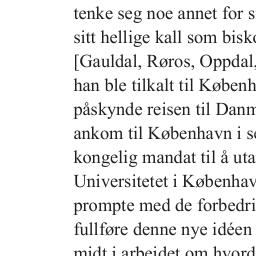 tenke seg noe annet for s
sitt hellige kall som bisko
[Gauldal, Røros, Oppdal,
han ble tilkalt til Københ
påskynde reisen til Danm
ankom til København i se
kongelig mandat til å uta
Universitetet i Københav
prompte med de forbedri
fullføre denne nye idéen
midt i arbeidet om hvord